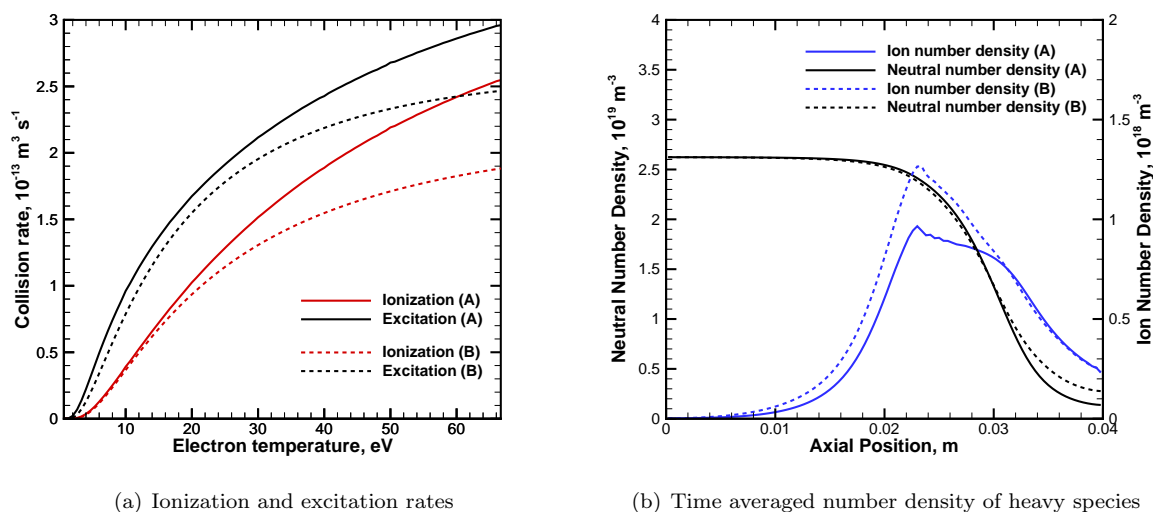 Collision rate, 10⁻¹³ m³ s⁻¹
3
2.5
2
1.5
1
0.5
0
10 20 30 40 50 60
Electron temperature, eV
Ionization (A)
Excitation (A)
Ionization (B)
Excitation (B)
(a) Ionization and excitation rates
Neutral Number Density, 10¹⁹ m⁻³
4
3.5
3
2.5
2
1.5
1
0.5
0
0 0.01 0.02 0.03 0.04
Axial Position, m
Ion number density (A)
Neutral number density (A)
Ion number density (B)
Neutral number density (B)
2
1.5
1
0.5
0
Ion Number Density, 10¹⁸ m⁻³
(b) Time averaged number density of heavy species